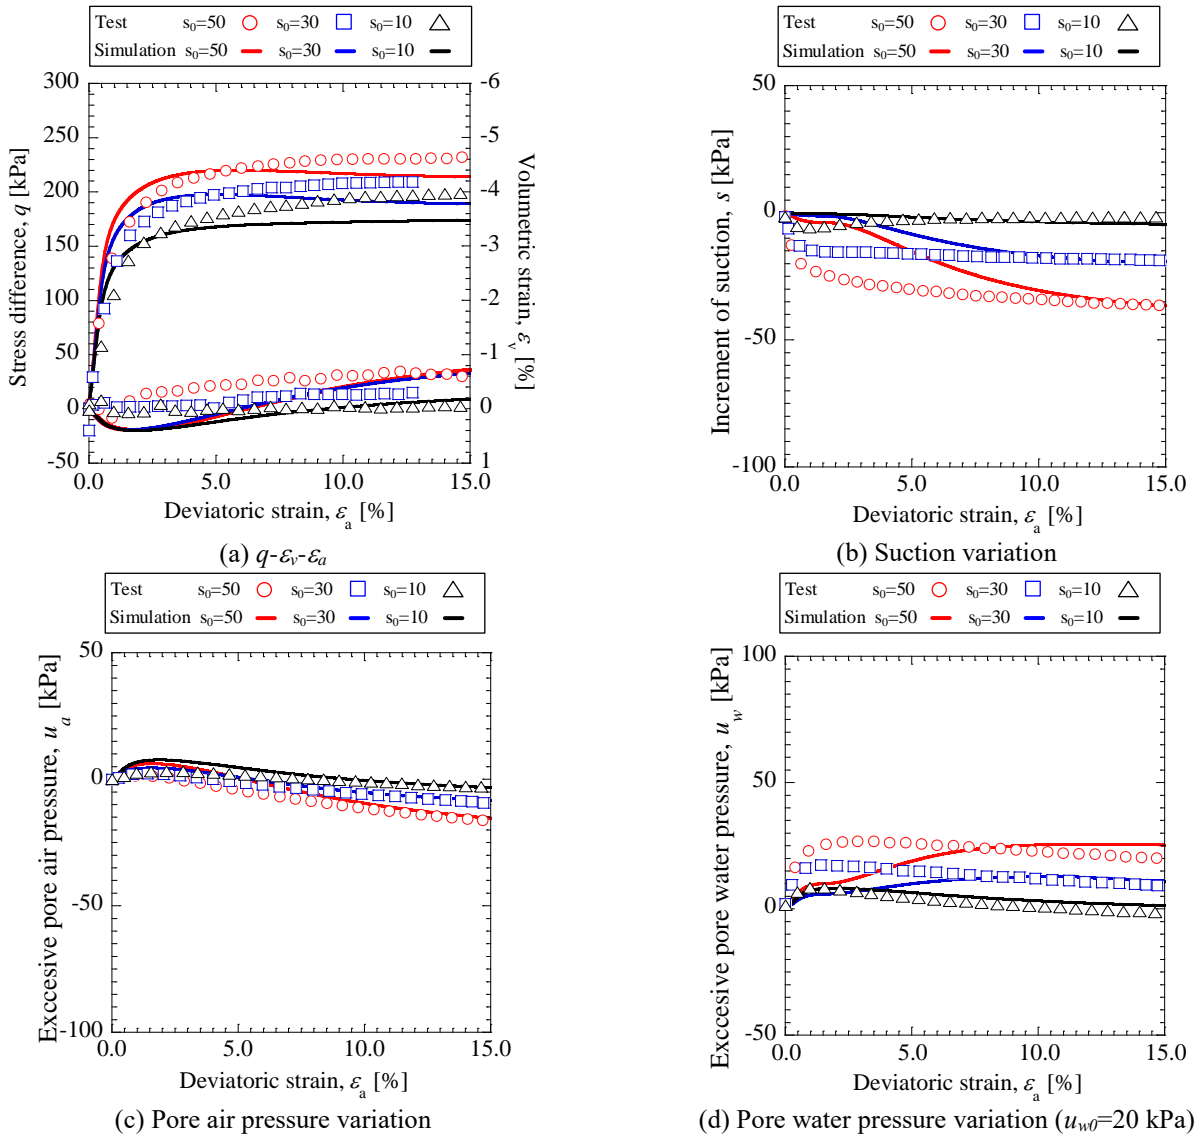 Test s₀=50 s₀=30 s₀=10
Simulation s₀=50 s₀=30 s₀=10
300
250
200
150
100
50
0
-50
Stress difference, q [kPa]
-6
-5
-4
-3
-2
-1
0
1
Volumetric strain, εv [%]
0.0 5.0 10.0 15.0
Deviatoric strain, εa [%]
(a) q-εv-εa
Test s₀=50 s₀=30 s₀=10
Simulation s₀=50 s₀=30 s₀=10
50
0
-50
-100
Increment of suction, s [kPa]
0.0 5.0 10.0 15.0
Deviatoric strain, εa [%]
(b) Suction variation
Test s₀=50 s₀=30 s₀=10
Simulation s₀=50 s₀=30 s₀=10
50
0
-50
-100
Exccesive pore air pressure, ua [kPa]
0.0 5.0 10.0 15.0
Deviatoric strain, εa [%]
(c) Pore air pressure variation
Test s₀=50 s₀=30 s₀=10
Simulation s₀=50 s₀=30 s₀=10
100
50
0
-50
Exccesive pore water pressure, uw [kPa]
0.0 5.0 10.0 15.0
Deviatoric strain, εa [%]
(d) Pore water pressure variation (uw0=20 kPa)